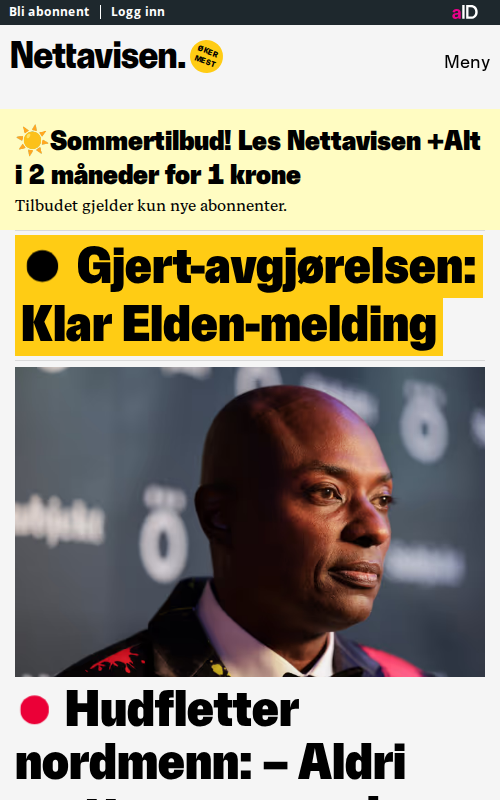 Bli abonnent | Logg inn
aID
Nettavisen.
ØKER
MEST
Meny
☀️Sommertilbud! Les Nettavisen +Alt
i 2 måneder for 1 krone
Tilbudet gjelder kun nye abonnenter.
Gjert-avgjørelsen:
Klar Elden-melding
Hudfletter
nordmenn: – Aldri